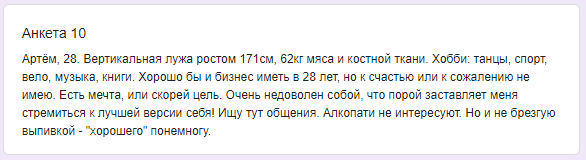 Анкета 10
Артём, 28. Вертикальная лужа ростом 171см, 62кг мяса и костной ткани. Хобби: танцы, спорт,
вело, музыка, книги. Хорошо бы и бизнес иметь в 28 лет, но к счастью или к сожалению не
имею. Есть мечта, или скорей цель. Очень недоволен собой, что порой заставляет меня
стремиться к лучшей версии себя! Ищу тут общения. Алкопати не интересуют. Но и не брезгую
выпивкой - "хорошего" понемногу.